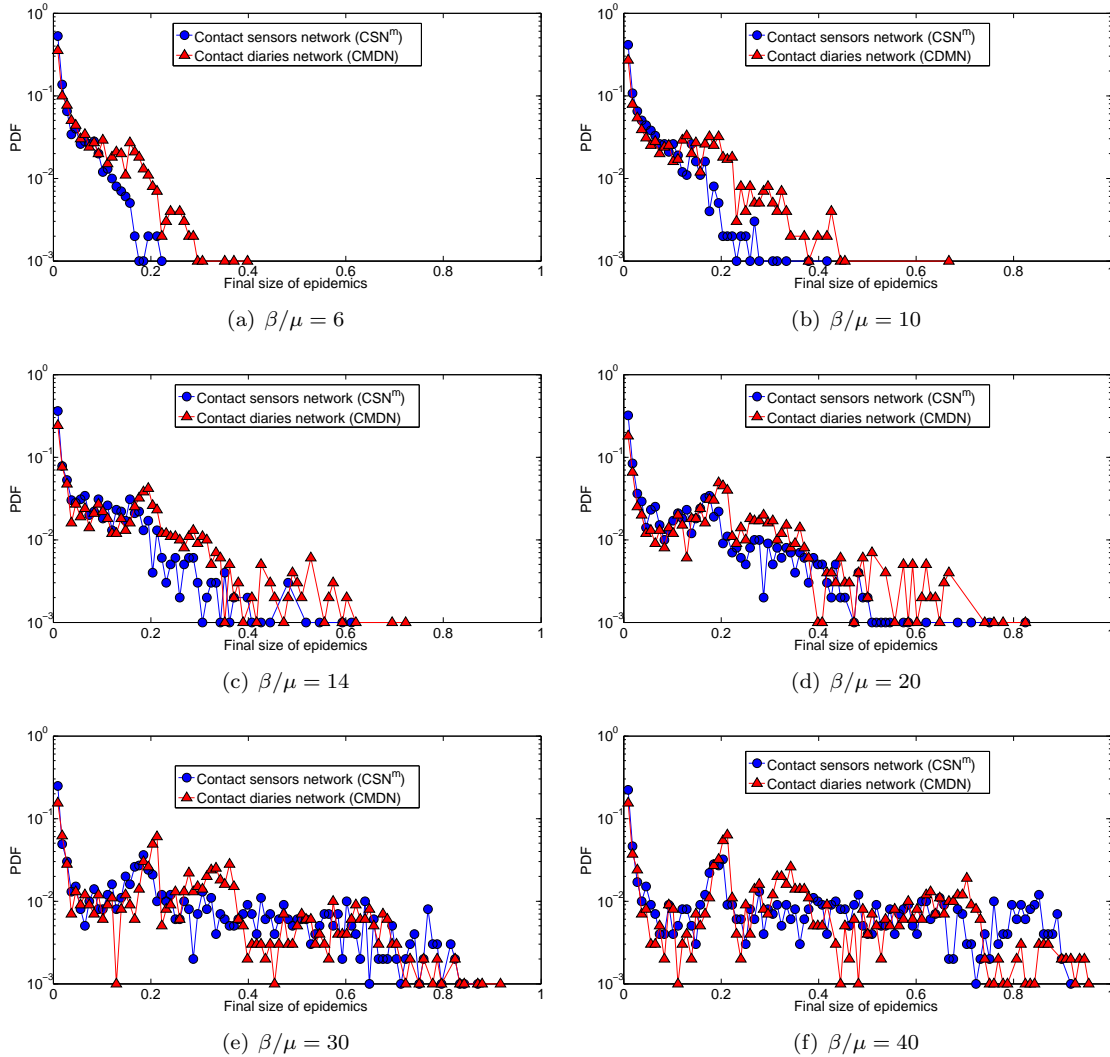 10^0
10^-1
10^-2
10^-3
PDF
Contact sensors network (CSN^m)
Contact diaries network (CMDN)
0 0.2 0.4 0.6 0.8 1
Final size of epidemics
(a) β/μ = 6
10^0
10^-1
10^-2
10^-3
PDF
Contact sensors network (CSN^m)
Contact diaries network (CDMN)
0 0.2 0.4 0.6 0.8 1
Final size of epidemics
(b) β/μ = 10
10^0
10^-1
10^-2
10^-3
PDF
Contact sensors network (CSN^m)
Contact diaries network (CMDN)
0 0.2 0.4 0.6 0.8 1
Final size of epidemics
(c) β/μ = 14
10^0
10^-1
10^-2
10^-3
PDF
Contact sensors network (CSN^m)
Contact diaries network (CMDN)
0 0.2 0.4 0.6 0.8
Final size of epidemics
(d) β/μ = 20
10^0
10^-1
10^-2
10^-3
PDF
Contact sensors network (CSN^m)
Contact diaries network (CMDN)
0 0.2 0.4 0.6 0.8 1
Final size of epidemics
(e) β/μ = 30
10^0
10^-1
10^-2
10^-3
PDF
Contact sensors network (CSN^m)
Contact diaries network (CMDN)
0 0.2 0.4 0.6 0.8
Final size of epidemics
(f) β/μ = 40